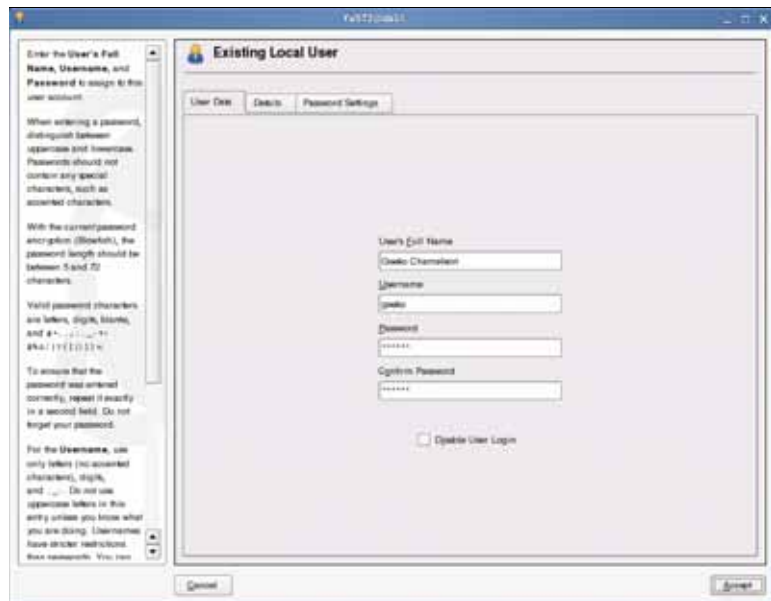 YaST2@dali
Enter the User's Full
Name, Username, and
Password to assign to this
user account.
When entering a password,
distinguish between
uppercase and lowercase.
Passwords should not
contain any special
characters, such as
accented characters.
With the current password
encryption (Blowfish), the
password length should be
between 5 and 72
characters.
Valid password characters
are letters, digits, blanks,
and
To ensure that the
password was entered
correctly, repeat it exactly
in a second field. Do not
forget your password.
For the Username, use
only letters (no accented
characters), digits,
and ._-. Do not use
uppercase letters in this
entry unless you know what
you are doing. Usernames
have stricter restrictions
than passwords. You can
Existing Local User
User Data
Details
Password Settings
User's Full Name
Geeko Chameleon
Username
geeko
Password
******
Confirm Password
******
Disable User Login
Cancel
Accept